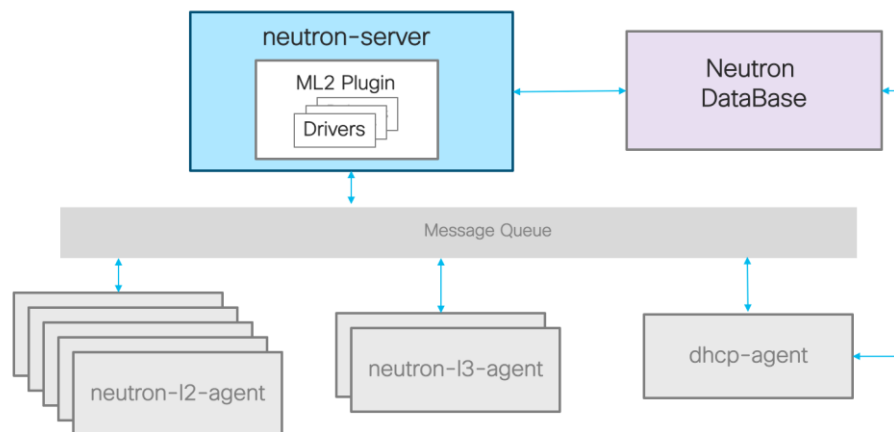 neutron-server
ML2 Plugin
Drivers
Neutron
DataBase
Message Queue
neutron-l2-agent
neutron-l3-agent
dhcp-agent